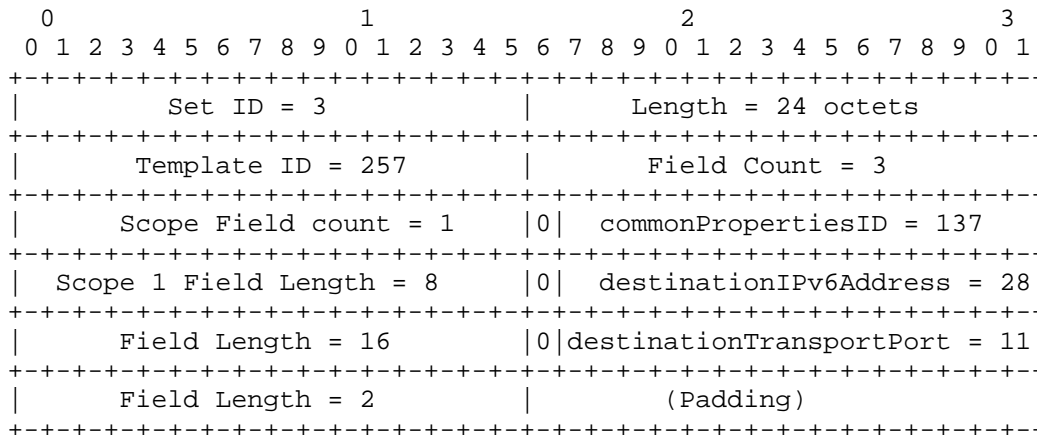 0 1 2 3
0 1 2 3 4 5 6 7 8 9 0 1 2 3 4 5 6 7 8 9 0 1 2 3 4 5 6 7 8 9 0 1
+-+-+-+-+-+-+-+-+-+-+-+-+-+-+-+-+-+-+-+-+-+-+-+-+-+-+-+-+-+-+-+--
| Set ID = 3 | Length = 24 octets
+-+-+-+-+-+-+-+-+-+-+-+-+-+-+-+-+-+-+-+-+-+-+-+-+-+-+-+-+-+-+-+--
| Template ID = 257 | Field Count = 3
+-+-+-+-+-+-+-+-+-+-+-+-+-+-+-+-+-+-+-+-+-+-+-+-+-+-+-+-+-+-+-+--
| Scope Field count = 1 |0| commonPropertiesID = 137
+-+-+-+-+-+-+-+-+-+-+-+-+-+-+-+-+-+-+-+-+-+-+-+-+-+-+-+-+-+-+-+--
| Scope 1 Field Length = 8 |0| destinationIPv6Address = 28
+-+-+-+-+-+-+-+-+-+-+-+-+-+-+-+-+-+-+-+-+-+-+-+-+-+-+-+-+-+-+-+--
| Field Length = 16 |0|destinationTransportPort = 11
+-+-+-+-+-+-+-+-+-+-+-+-+-+-+-+-+-+-+-+-+-+-+-+-+-+-+-+-+-+-+-+--
| Field Length = 2 | (Padding)
+-+-+-+-+-+-+-+-+-+-+-+-+-+-+-+-+-+-+-+-+-+-+-+-+-+-+-+-+-+-+-+--